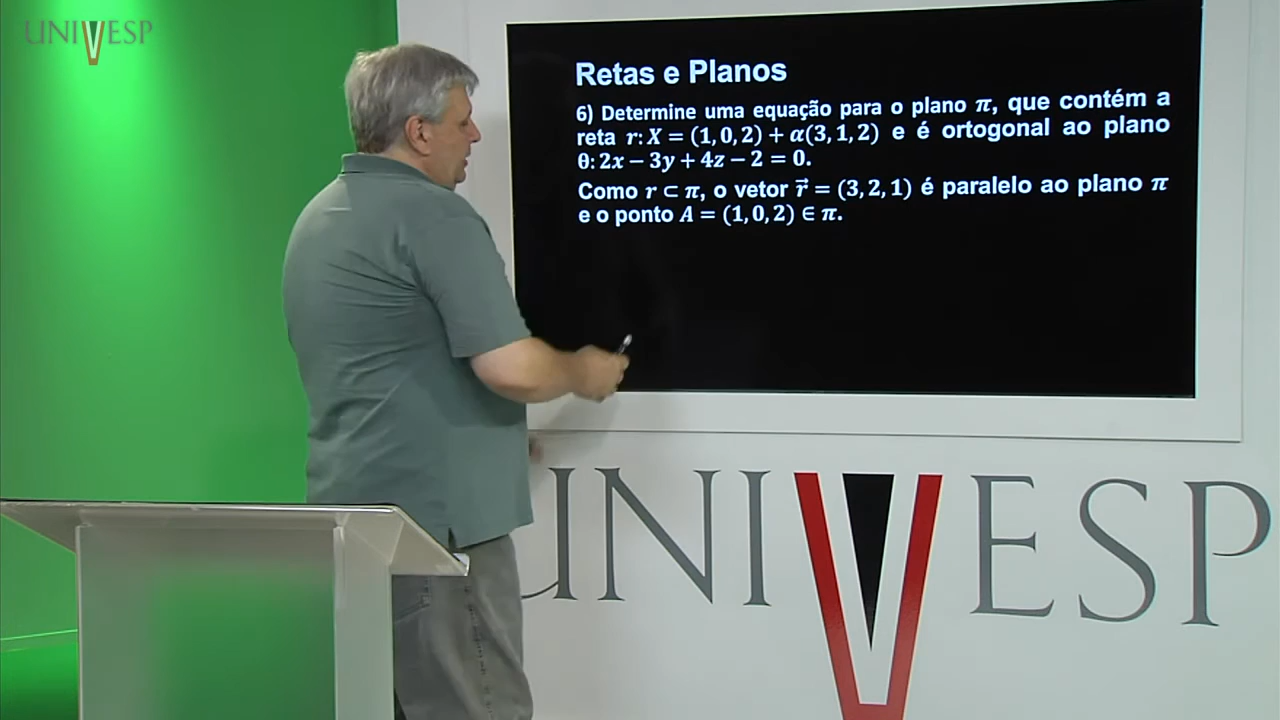 UNIVESP
Retas e Planos
6) Determine uma equação para o plano π, que contém a
reta r: X = (1, 0, 2) + α(3, 1, 2) e é ortogonal ao plano
θ: 2x − 3y + 4z − 2 = 0.
Como r ⊂ π, o vetor r⃗ = (3, 2, 1) é paralelo ao plano π
e o ponto A = (1, 0, 2) ∈ π.
UNIVESP